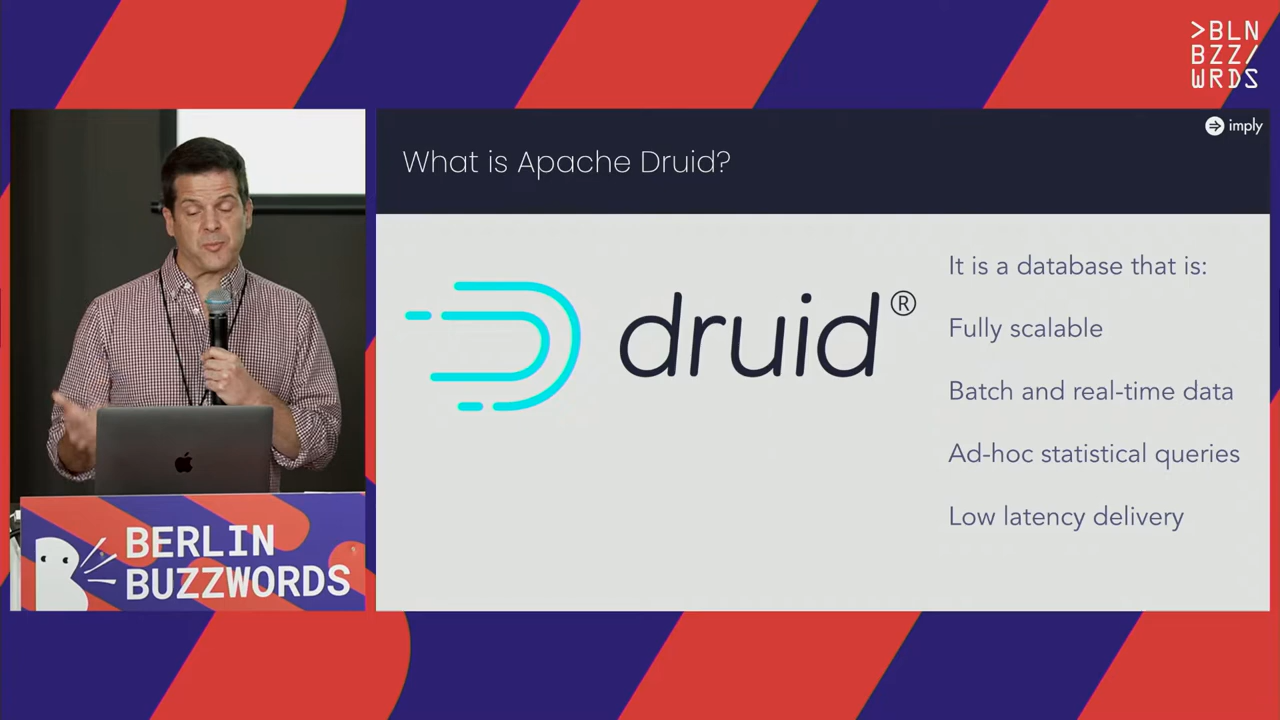 >BLN
BZZ/
WRDS
imply
What is Apache Druid?
druid®
It is a database that is:
Fully scalable
Batch and real-time data
Ad-hoc statistical queries
Low latency delivery
BERLIN
BUZZWORDS